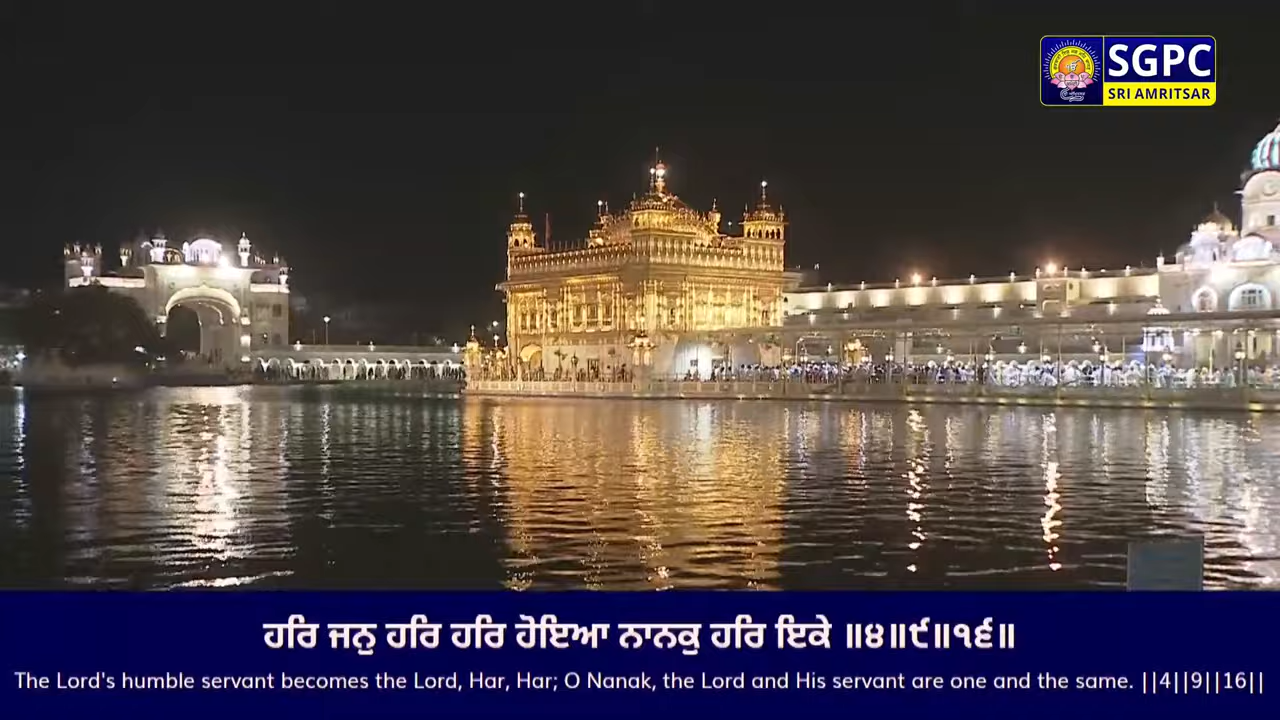 SGPC
SRI AMRITSAR
ਹਰਿ ਜਨੁ ਹਰਿ ਹਰਿ ਹੋਇਆ ਨਾਨਕੁ ਹਰਿ ਇਕੇ ॥੪॥੯॥੧੬॥
The Lord's humble servant becomes the Lord, Har, Har; O Nanak, the Lord and His servant are one and the same. ||4||9||16||